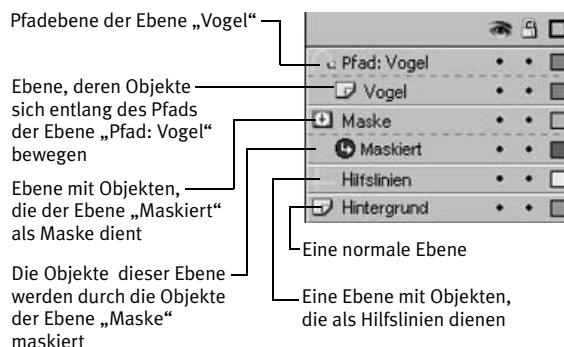 Pfadebene der Ebene „Vogel“
Ebene, deren Objekte
sich entlang des Pfads
der Ebene „Pfad: Vogel“
bewegen
Ebene mit Objekten,
die der Ebene „Maskiert“
als Maske dient
Die Objekte dieser Ebene
werden durch die Objekte
der Ebene „Maske“
maskiert
Pfad: Vogel
Vogel
Maske
Maskiert
Hilfslinien
Hintergrund
Eine normale Ebene
Eine Ebene mit Objekten,
die als Hilfslinien dienen